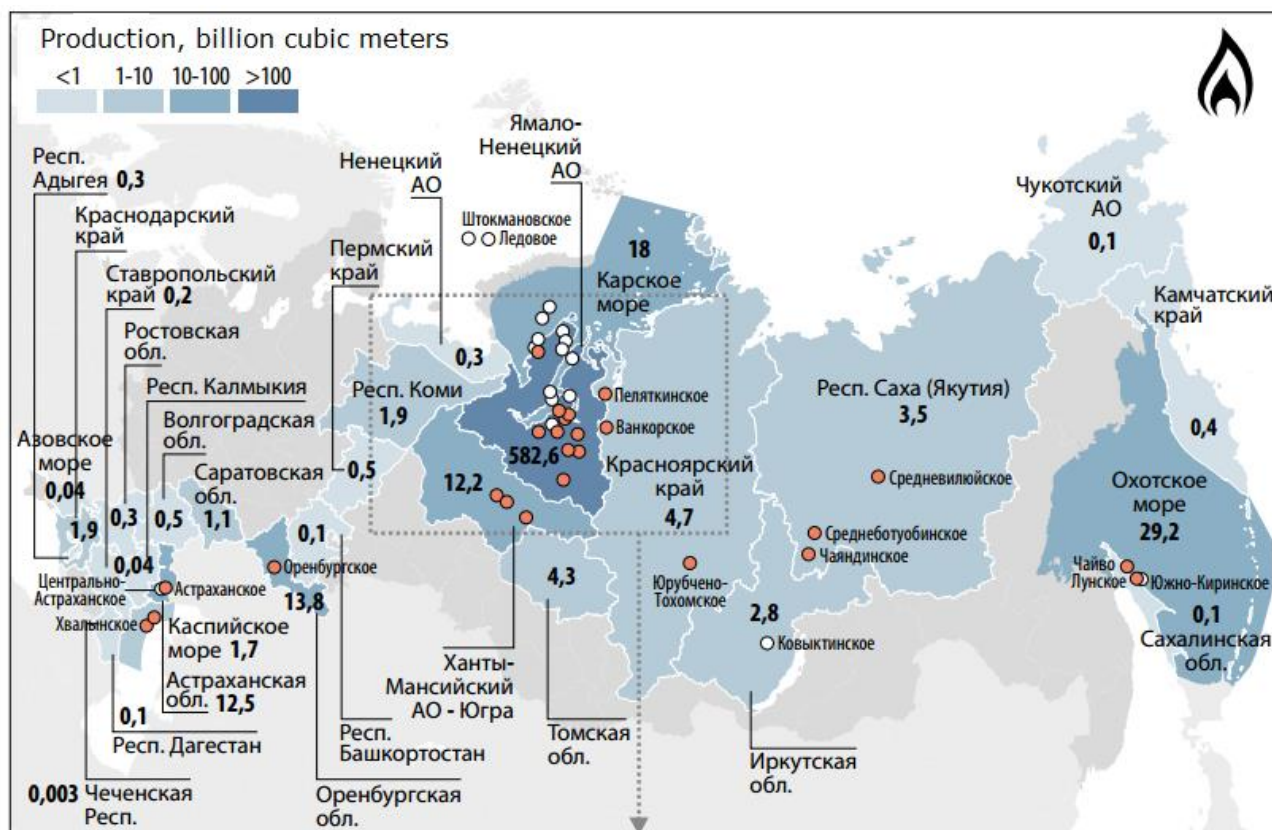 Production, billion cubic meters
<1 1-10 10-100 >100
Респ.
Адыгея 0,3
Краснодарский
край
Ставропольский
край 0,2
Ростовская
обл.
Респ. Калмыкия
Волгоградская
обл.
Саратовская
обл.
Азовское
море
0,04
1,9
0,3
0,5
1,1
0,04
Ненецкий
АО
0,3
Пермский
край
0,5
Ямало-
Ненецкий
АО
582,6
Штокмановское
Ледовое
18
Карское
море
Респ. Коми
1,9
12,2
0,1
Пеляткинское
Ванкорское
Красноярский
край
4,7
Респ. Саха (Якутия)
3,5
Средневилюйское
Среднеботуобинское
Чаяндинское
Чукотский
АО
0,1
Камчатский
край
0,4
Охотское
море
29,2
Чайво
Лунское
Южно-Киринское
0,1
Сахалинская
обл.
Центрально-
Астраханское
Астраханское
Хвалынское
Каспийское
море 1,7
Астраханская
обл. 12,5
0,1
Респ. Дагестан
0,003 Чеченская
Респ.
Оренбургское
13,8
Оренбургская
обл.
Респ.
Башкортостан
Ханты-
Мансийский
АО - Югра
4,3
Томская
обл.
Юрубчено-
Тохомское
2,8
Ковыктинское
Иркутская
обл.